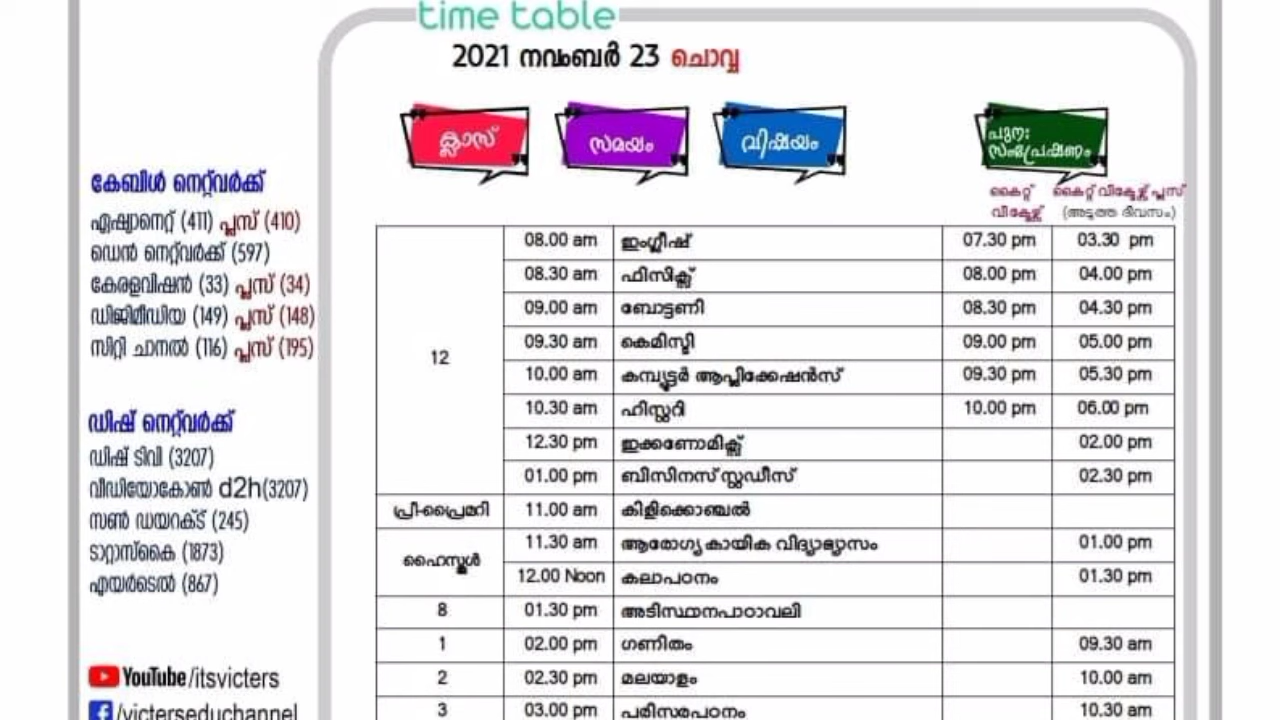 time table
2021 നവംബർ 23 ചൊവ്വ
ക്ലാസ് സമയം വിഷയം പുന:
സംപ്രേഷണം
കൈറ്റ് വിക്ടേഴ്സ് കൈറ്റ് വിക്ടേഴ്സ് പ്ലസ്
(അടുത്ത ദിവസം)
12 08.00 am ഇംഗ്ലീഷ് 07.30 pm 03.30 pm
08.30 am ഫിസിക്സ് 08.00 pm 04.00 pm
09.00 am ബോട്ടണി 08.30 pm 04.30 pm
09.30 am കെമിസ്ട്രി 09.00 pm 05.00 pm
10.00 am കമ്പ്യൂട്ടർ ആപ്ലിക്കേഷൻസ് 09.30 pm 05.30 pm
10.30 am ഹിസ്റ്ററി 10.00 pm 06.00 pm
12.30 pm ഇക്കണോമിക്സ് 02.00 pm
01.00 pm ബിസിനസ് സ്റ്റഡീസ് 02.30 pm
പ്രീ-പ്രൈമറി 11.00 am കിളിക്കൊഞ്ചൽ
ഹൈസ്കൂൾ 11.30 am ആരോഗ്യ കായിക വിദ്യാഭ്യാസം 01.00 pm
12.00 Noon കലാപഠനം 01.30 pm
8 01.30 pm അടിസ്ഥാനപാഠാവലി
1 02.00 pm ഗണിതം 09.30 am
2 02.30 pm മലയാളം 10.00 am
3 03.00 pm പരിസരപഠനം 10.30 am
കേബിൾ നെറ്റ്‌വർക്ക്
ഏഷ്യാനെറ്റ് (411) പ്ലസ് (410)
ഡെൻ നെറ്റ്‌വർക്ക് (597)
കേരളവിഷൻ (33) പ്ലസ് (34)
ഡിജിമീഡിയ (149) പ്ലസ് (148)
സിറ്റി ചാനൽ (116) പ്ലസ് (195)
ഡിഷ് നെറ്റ്‌വർക്ക്
ഡിഷ് ടിവി (3207)
വീഡിയോകോൺ d2h(3207)
സൺ ഡയറക്ട് (245)
ടാറ്റാസ്കൈ (1873)
എയർടെൽ (867)
YouTube /itsvicters
/victerseduchannel